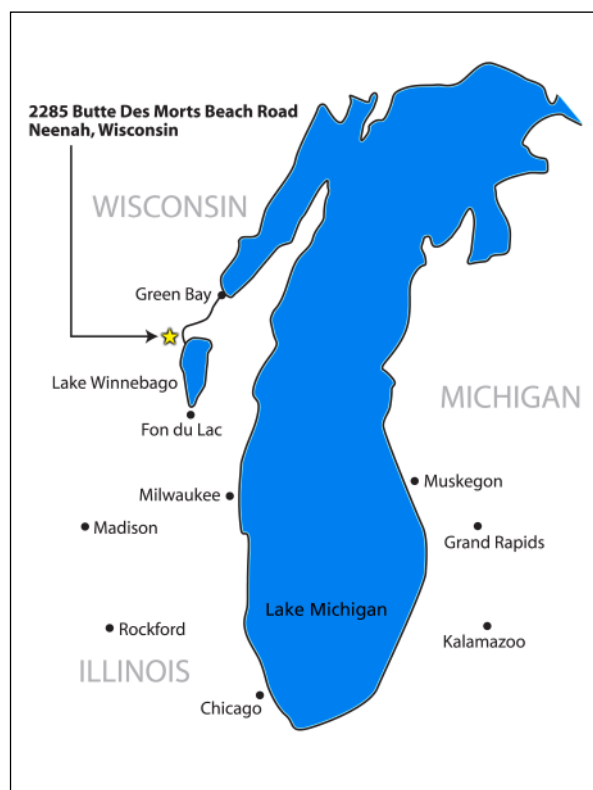 2285 Butte Des Morts Beach Road
Neenah, Wisconsin
WISCONSIN
Green Bay
Lake Winnebago
MICHIGAN
Fon du Lac
Muskegon
Milwaukee
Madison
Grand Rapids
Lake Michigan
Rockford
Kalamazoo
ILLINOIS
Chicago